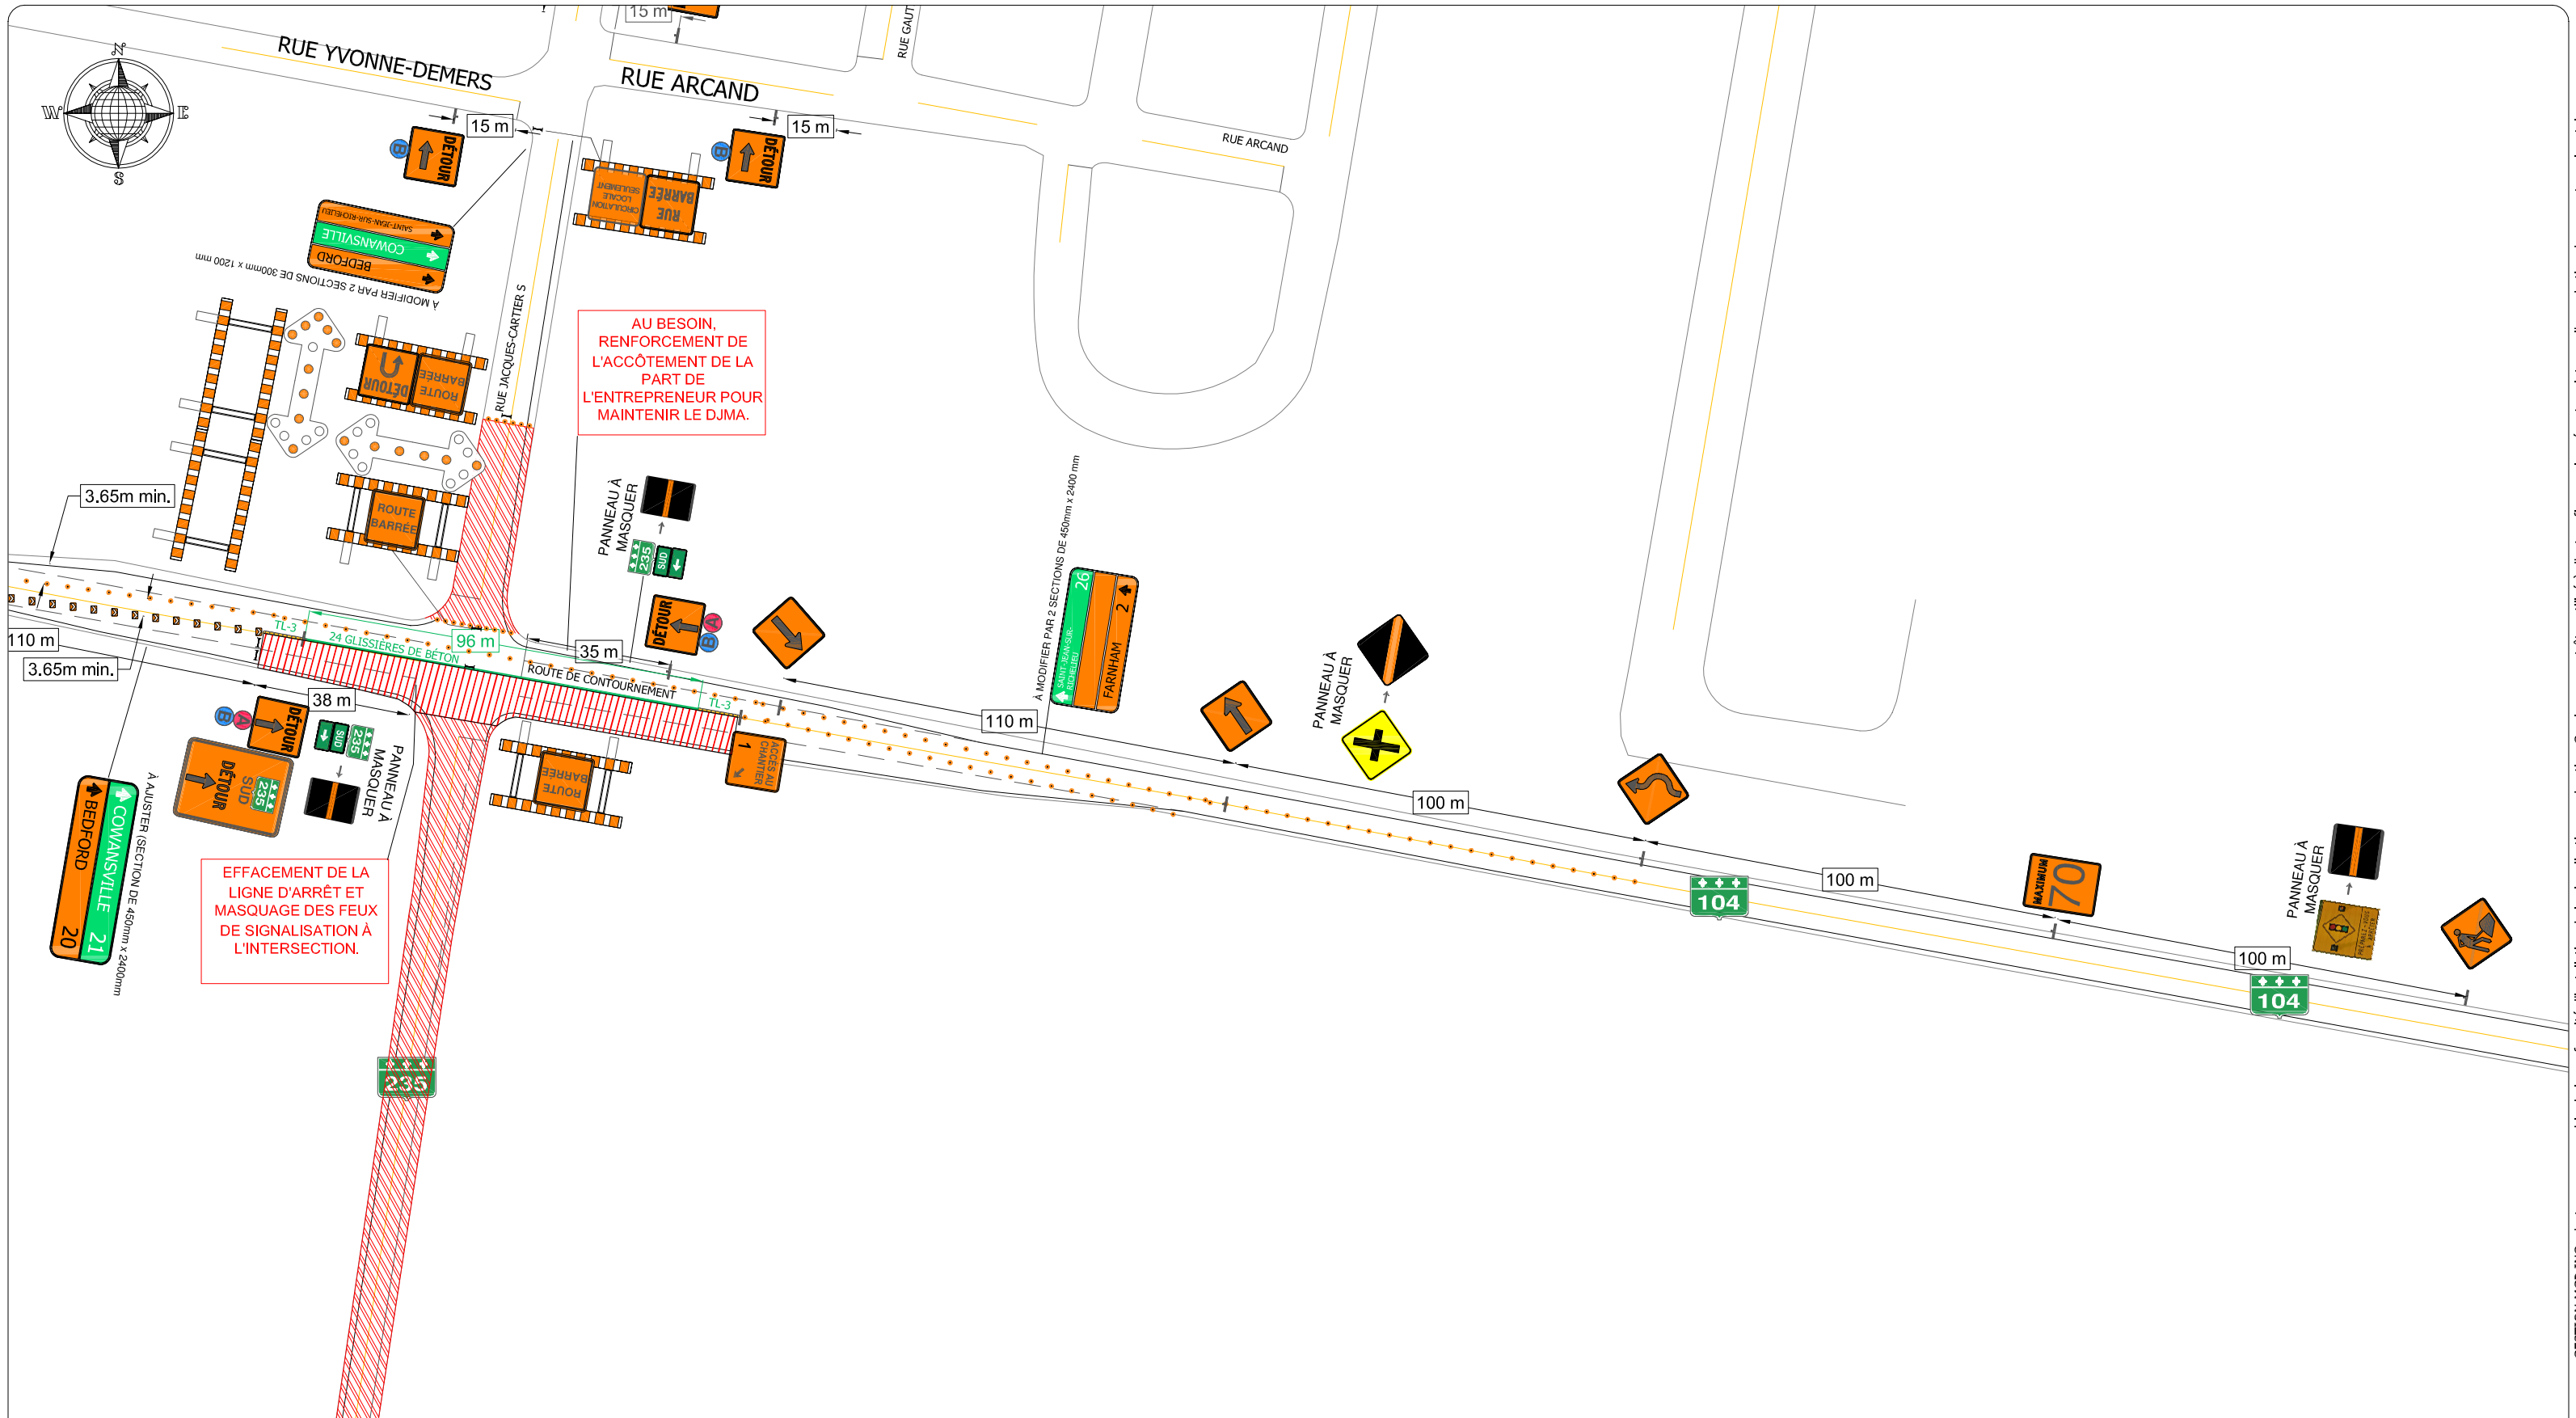 15 m
RUE YVONNE-DEMERS
RUE ARCAND
RUE GAUT
RUE ARCAND
N
W
E
S
15 m
15 m
DÉTOUR
B
DÉTOUR
B
CIRCULATION
LOCALE
SEULEMENT
RUE
BARRÉE
SAINT-JEAN-SUR-RICHELIEU
COWANSVILLE
BEDFORD
À MODIFIER PAR 2 SECTIONS DE 300mm x 1200 mm
RUE JACQUES-CARTIER S
AU BESOIN,
RENFORCEMENT DE
L'ACCÔTEMENT DE LA
PART DE
L'ENTREPRENEUR POUR
MAINTENIR LE DJMA.
DÉTOUR
ROUTE
BARRÉE
ROUTE
BARRÉE
3.65m min.
110 m
3.65m min.
TL-3
24 GLISSIÈRES DE BÉTON
96 m
TL-3
ROUTE DE CONTOURNEMENT
35 m
38 m
PANNEAU À
MASQUER
235
SUD
DÉTOUR
A
B
À MODIFIER PAR 2 SECTIONS DE 450mm x 2400 mm
SAINT-JEAN-SUR-
RICHELIEU
26
FARNHAM 2
110 m
PANNEAU À
MASQUER
100 m
100 m
MAXIMUM
70
104
PANNEAU À
MASQUER
100 m
104
B
A
DÉTOUR
SUD
235
PANNEAU À
MASQUER
235
SUD
DÉTOUR
À AJUSTER (SECTION DE 450mm x 2400mm
COWANSVILLE 21
BEDFORD 20
ROUTE
BARRÉE
ACCÈS AU
CHANTIER
1
EFFACEMENT DE LA
LIGNE D'ARRÊT ET
MASQUAGE DES FEUX
DE SIGNALISATION À
L'INTERSECTION.
235